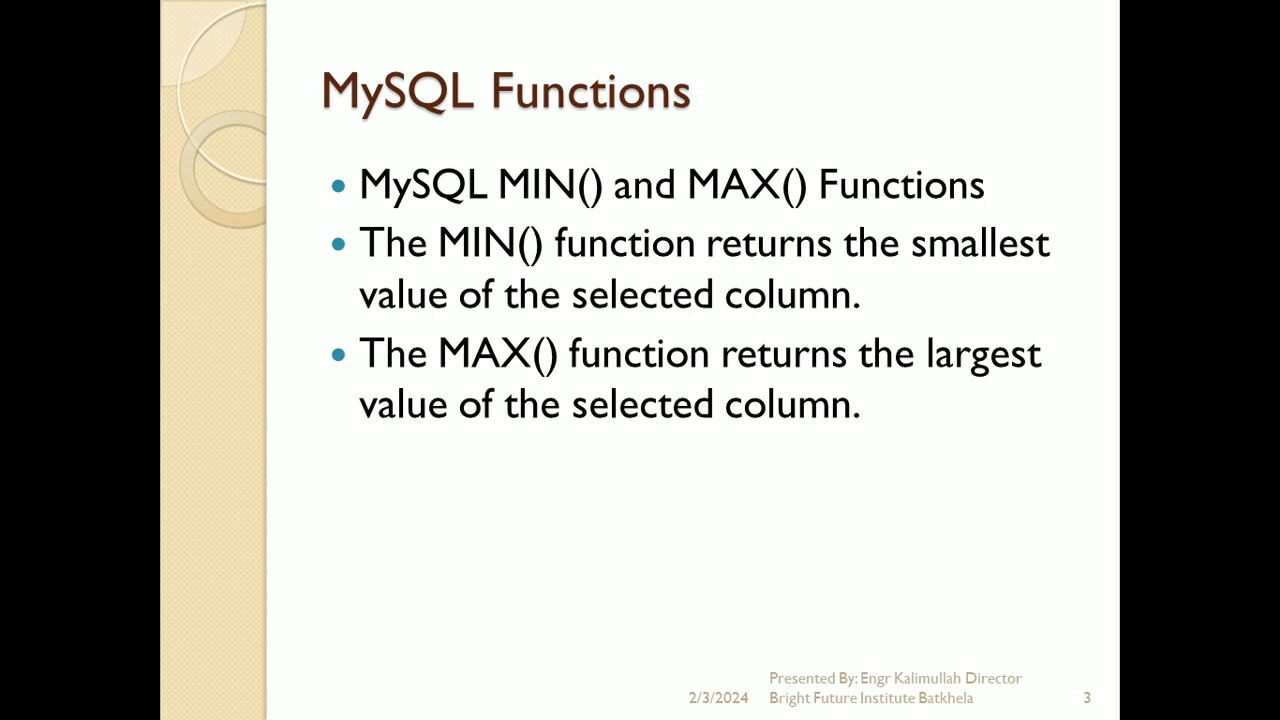 MySQL Functions
• MySQL MIN() and MAX() Functions
• The MIN() function returns the smallest
value of the selected column.
• The MAX() function returns the largest
value of the selected column.
2/3/2024
Presented By: Engr Kalimullah Director
Bright Future Institute Batkhela
3